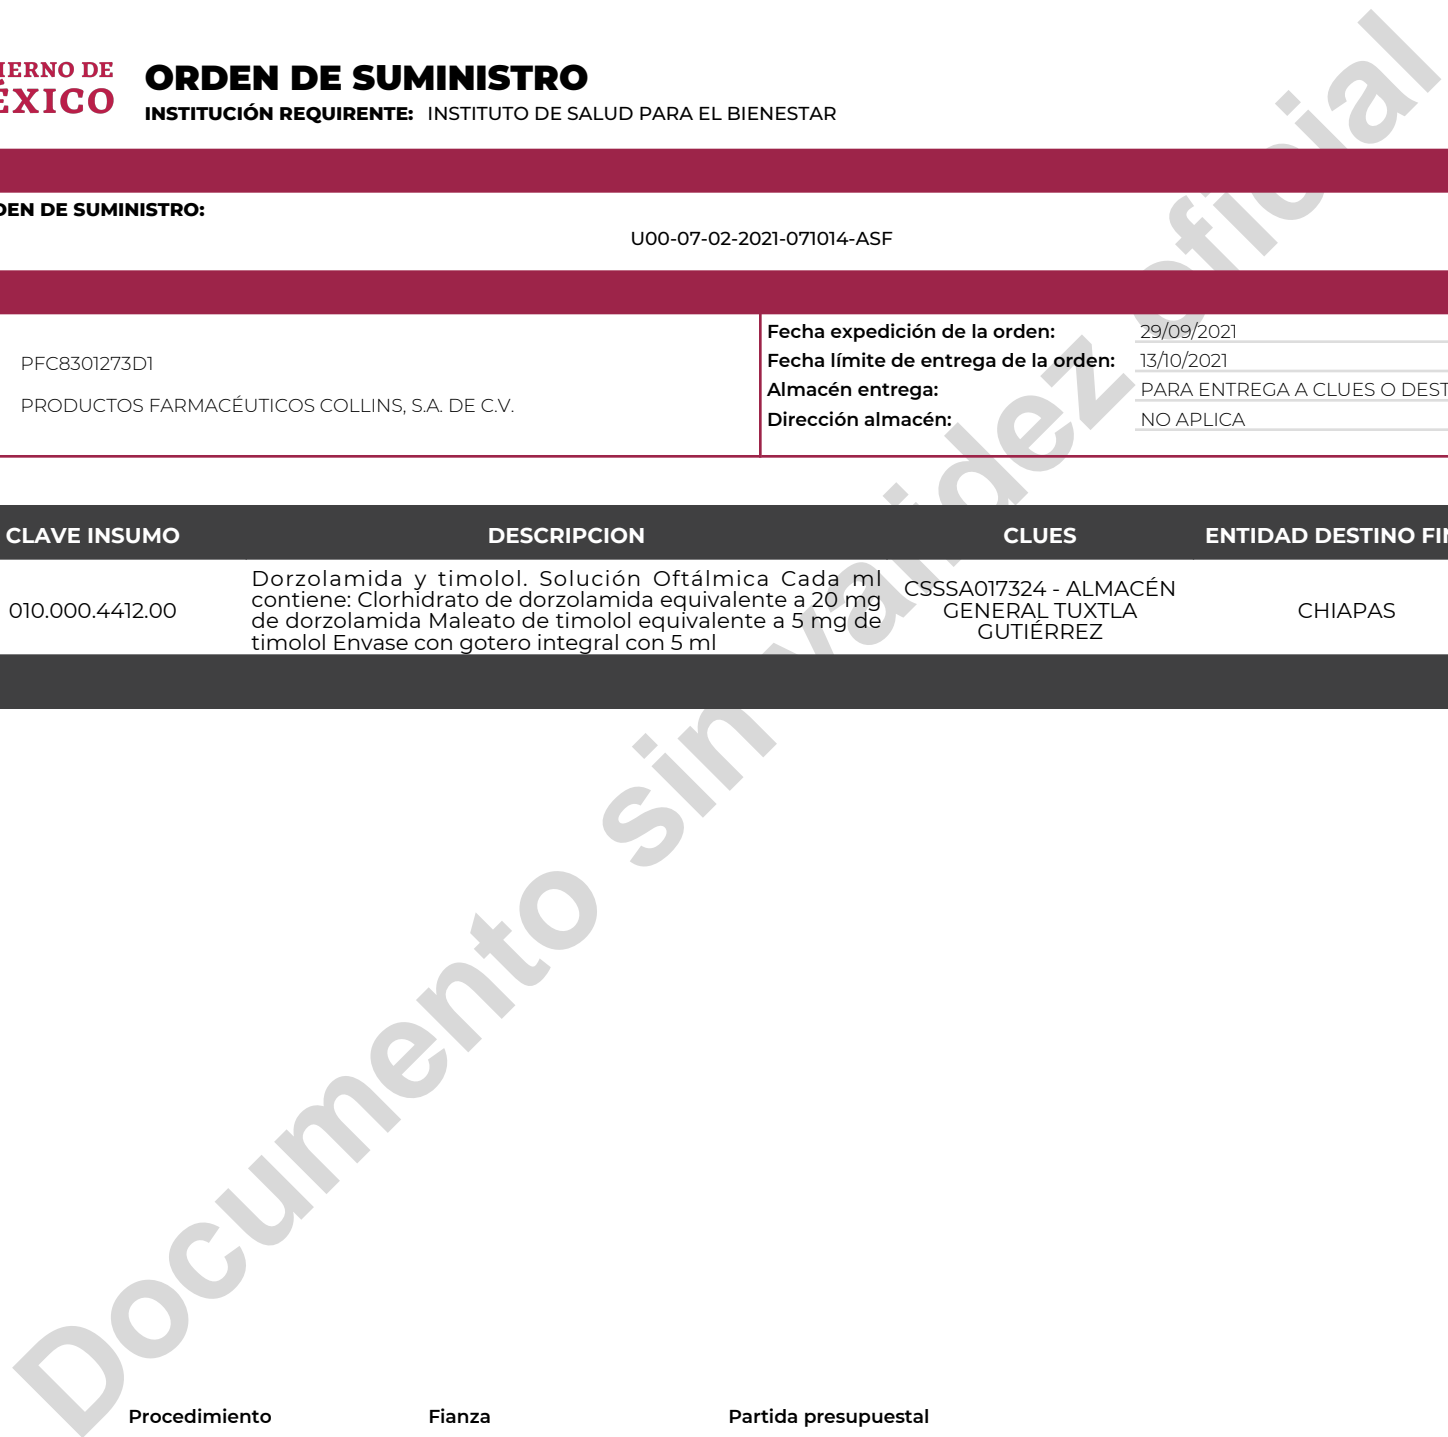 IERNO DE
ÉXICO
ORDEN DE SUMINISTRO
INSTITUCIÓN REQUIRENTE: INSTITUTO DE SALUD PARA EL BIENESTAR
DEN DE SUMINISTRO:
U00-07-02-2021-071014-ASF
PFC8301273D1
PRODUCTOS FARMACÉUTICOS COLLINS, S.A. DE C.V.
Fecha expedición de la orden: 29/09/2021
Fecha límite de entrega de la orden: 13/10/2021
Almacén entrega: PARA ENTREGA A CLUES O DEST
Dirección almacén: NO APLICA
CLAVE INSUMO DESCRIPCION CLUES ENTIDAD DESTINO FIN
010.000.4412.00
Dorzolamida y timolol. Solución Oftálmica Cada ml
contiene: Clorhidrato de dorzolamida equivalente a 20 mg
de dorzolamida Maleato de timolol equivalente a 5 mg de
timolol Envase con gotero integral con 5 ml
CSSSA017324 - ALMACÉN
GENERAL TUXTLA
GUTIÉRREZ
CHIAPAS
Documento sin validez oficial
Procedimiento Fianza Partida presupuestal